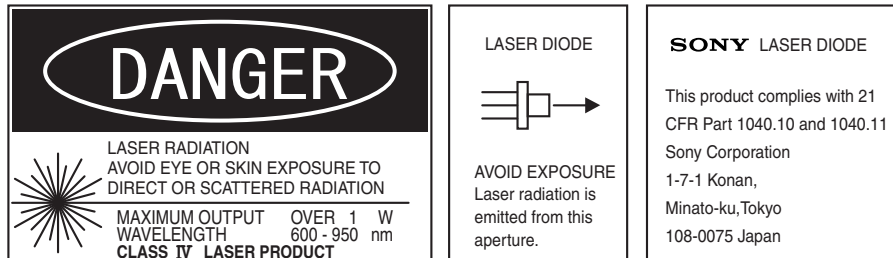 DANGER
LASER RADIATION
AVOID EYE OR SKIN EXPOSURE TO
DIRECT OR SCATTERED RADIATION
MAXIMUM OUTPUT OVER 1 W
WAVELENGTH 600 - 950 nm
CLASS Ⅳ LASER PRODUCT
LASER DIODE
AVOID EXPOSURE
Laser radiation is
emitted from this
aperture.
SONY LASER DIODE
This product complies with 21
CFR Part 1040.10 and 1040.11
Sony Corporation
1-7-1 Konan,
Minato-ku,Tokyo
108-0075 Japan